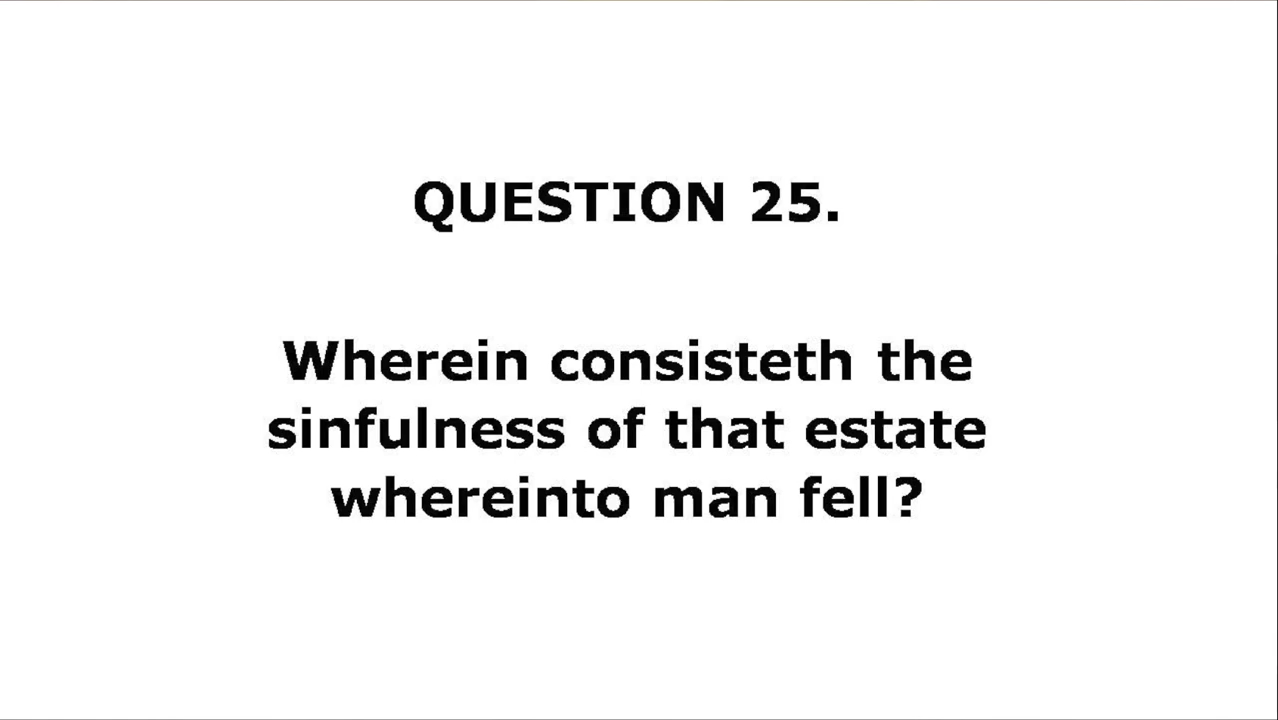 QUESTION 25.
Wherein consisteth the
sinfulness of that estate
whereinto man fell?